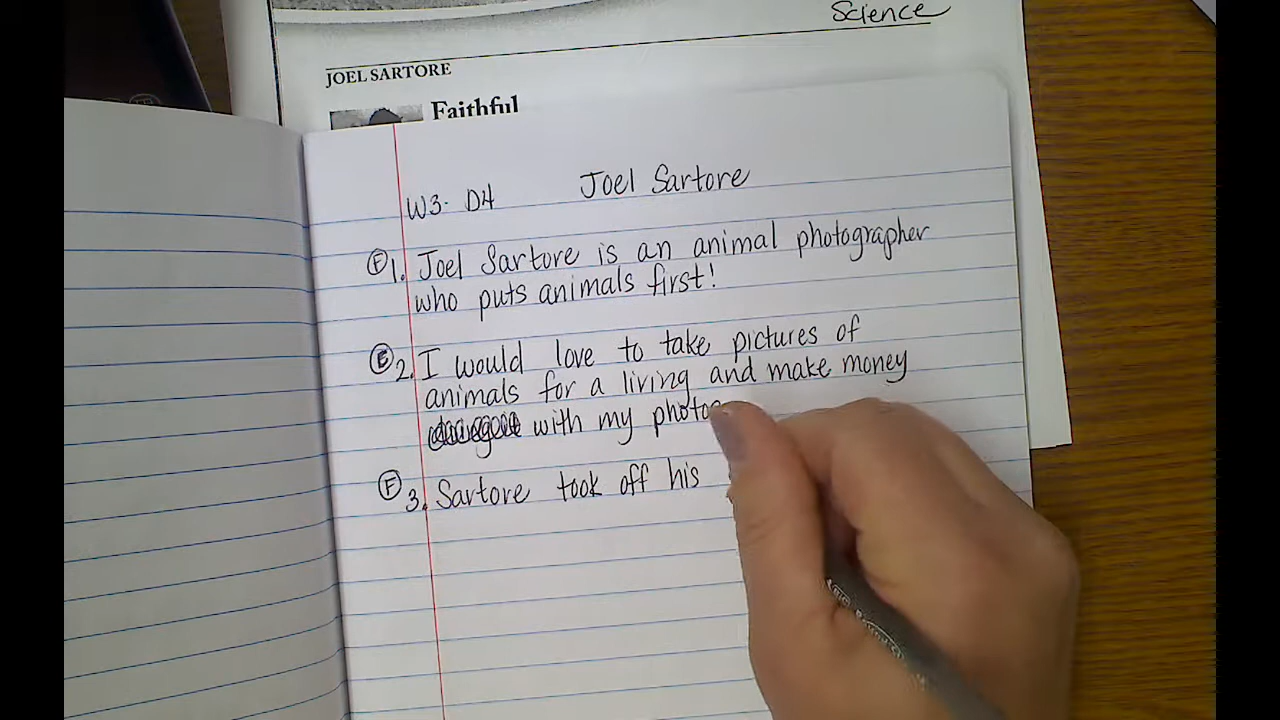 Science
JOEL SARTORE
Faithful
W3. D4 Joel Sartore
F 1. Joel Sartore is an animal photographer
who puts animals first!
E 2. I would love to take pictures of
animals for a living and make money
with my
F 3. Sartore took off his